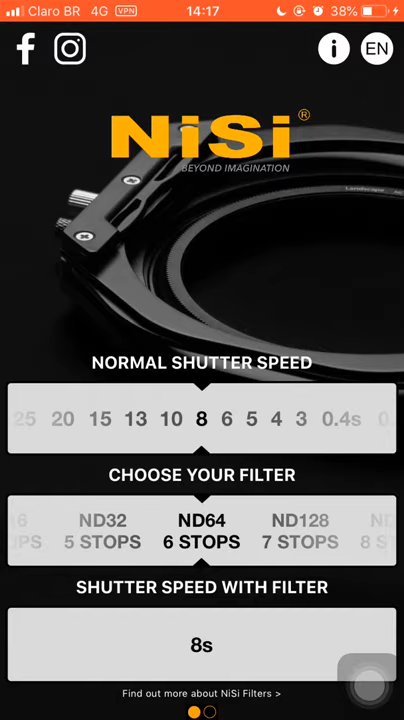 Claro BR 4G VPN 14:17 38%
f i EN
NiSi®
BEYOND IMAGINATION
Landscape
NORMAL SHUTTER SPEED
25 20 15 13 10 8 6 5 4 3 0.4s
CHOOSE YOUR FILTER
ND32 ND64 ND128
5 STOPS 6 STOPS 7 STOPS
SHUTTER SPEED WITH FILTER
8s
Find out more about NiSi Filters >